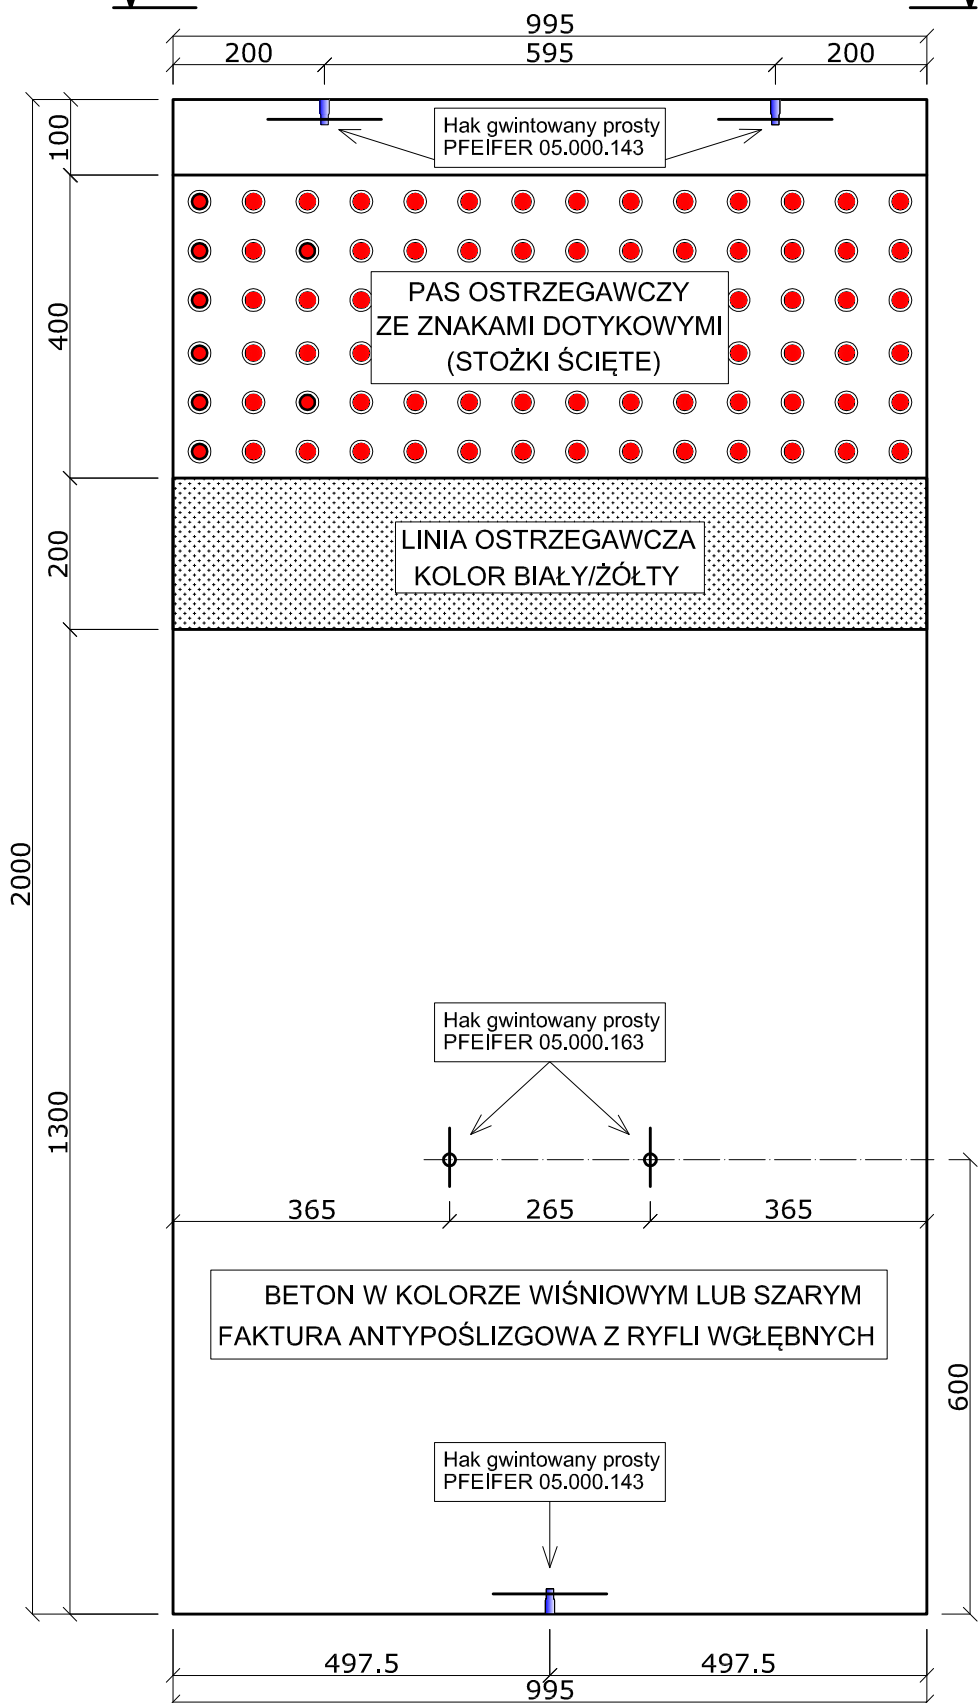 995
200
595
200
100
Hak gwintowany prosty
PFEIFER 05.000.143
400
PAS OSTRZEGAWCZY
ZE ZNAKAMI DOTYKOWYMI
(STOŻKI ŚCIĘTE)
200
LINIA OSTRZEGAWCZA
KOLOR BIAŁY/ŻÓŁTY
2000
1300
Hak gwintowany prosty
PFEIFER 05.000.163
365
265
365
BETON W KOLORZE WIŚNIOWYM LUB SZARYM
FAKTURA ANTYPOŚLIZGOWA Z RYFLI WGŁĘBNYCH
600
Hak gwintowany prosty
PFEIFER 05.000.143
497.5
497.5
995